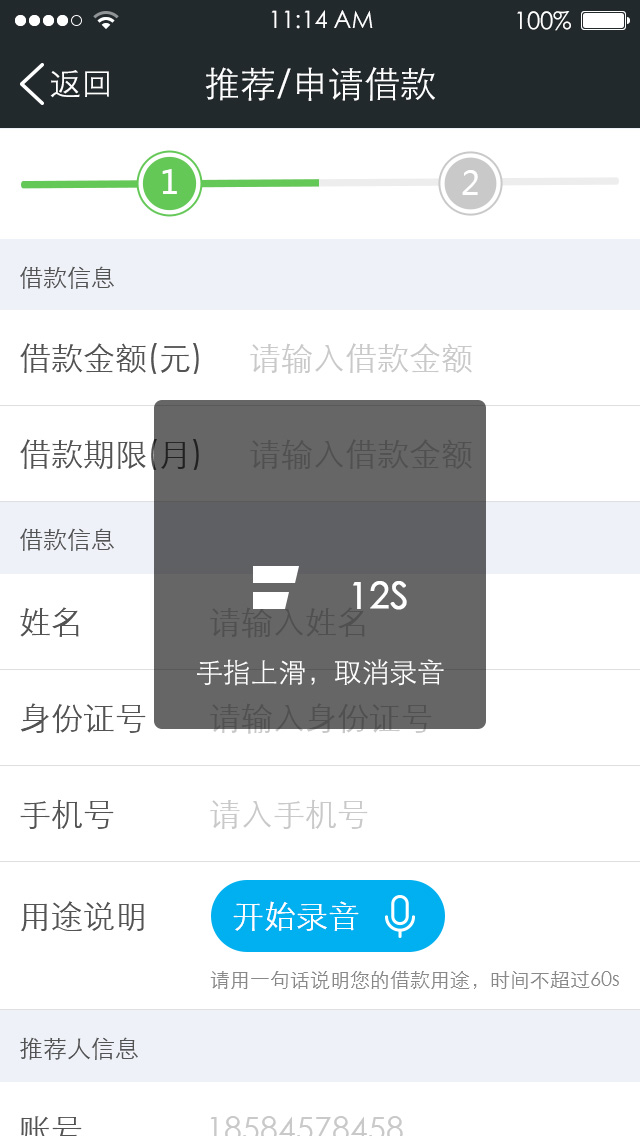 11:14 AM 100%
返回 推荐/申请借款
1 2
借款信息
借款金额(元) 请输入借款金额
借款期限(月) 请输入借款金额
借款信息
12S
姓名 请输入姓名
手指上滑，取消录音
身份证号 请输入身份证号
手机号 请入手机号
用途说明 开始录音
请用一句话说明您的借款用途，时间不超过60s
推荐人信息
账号 18584578458